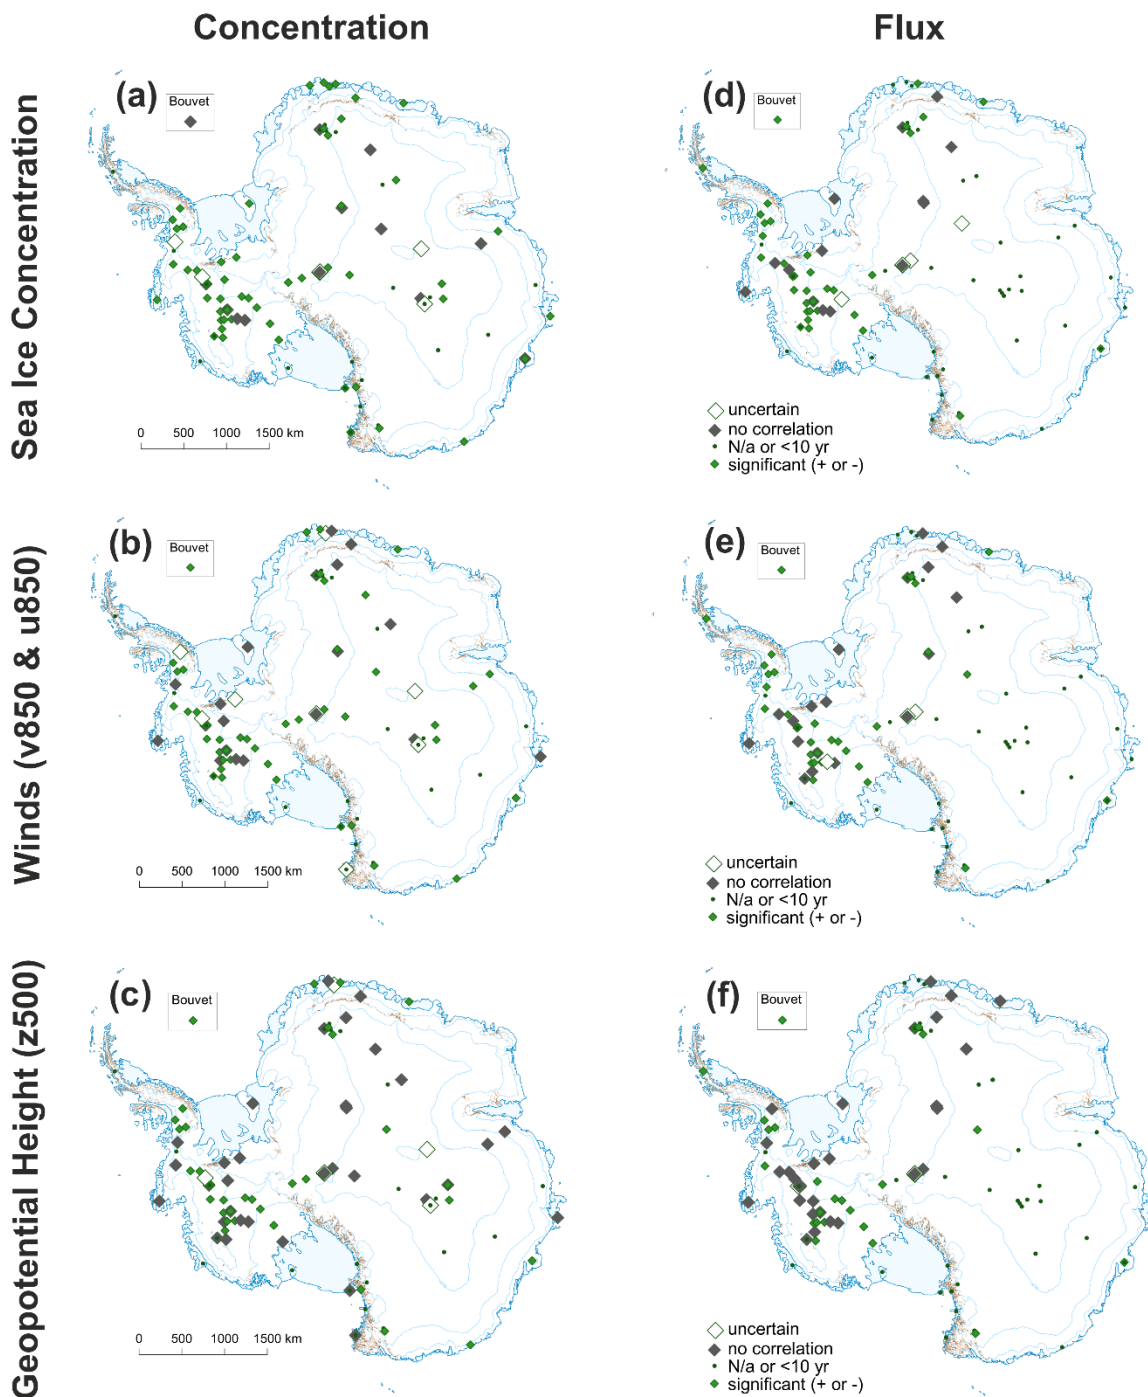 Concentration
Flux
Sea Ice Concentration
(a)
Bouvet
0 500 1000 1500 km
(d)
Bouvet
uncertain
no correlation
N/a or <10 yr
significant (+ or -)
Winds (v850 & u850)
(b)
Bouvet
0 500 1000 1500 km
(e)
Bouvet
uncertain
no correlation
N/a or <10 yr
significant (+ or -)
Geopotential Height (z500)
(c)
Bouvet
0 500 1000 1500 km
(f)
Bouvet
uncertain
no correlation
N/a or <10 yr
significant (+ or -)